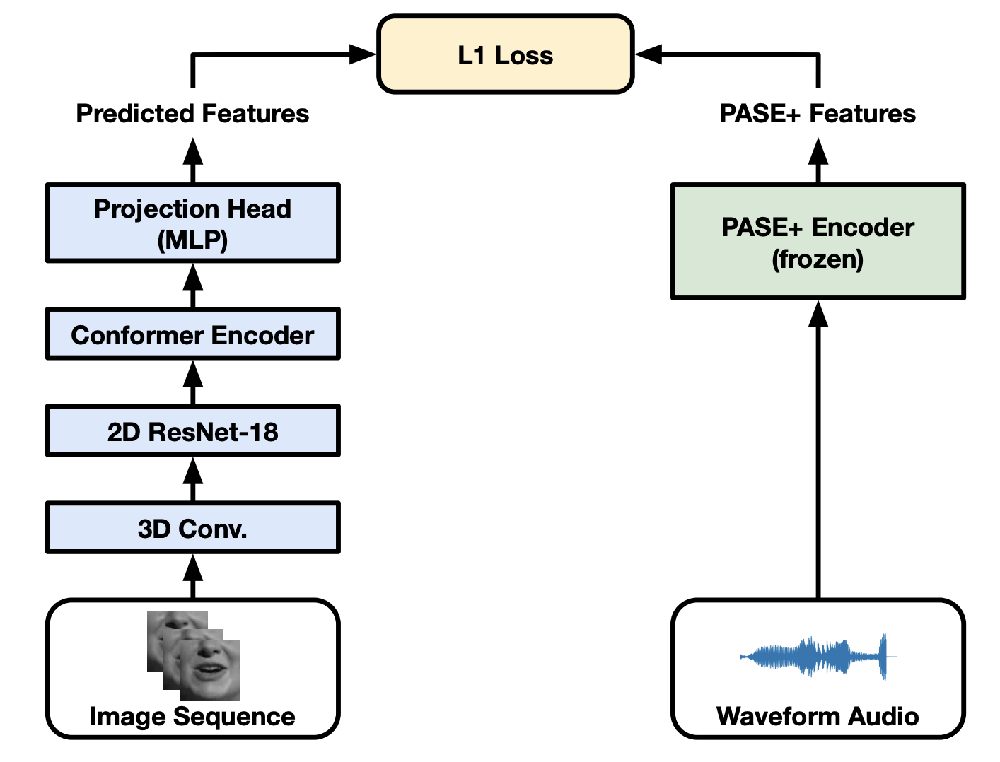 L1 Loss
Predicted Features
PASE+ Features
Projection Head
(MLP)
PASE+ Encoder
(frozen)
Conformer Encoder
2D ResNet-18
3D Conv.
Image Sequence
Waveform Audio